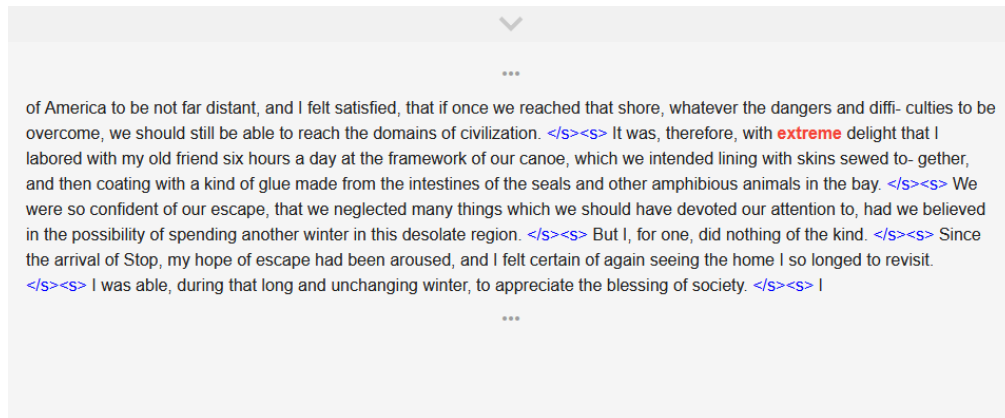 •••
of America to be not far distant, and I felt satisfied, that if once we reached that shore, whatever the dangers and diffi- culties to be
overcome, we should still be able to reach the domains of civilization. </s><s> It was, therefore, with extreme delight that I
labored with my old friend six hours a day at the framework of our canoe, which we intended lining with skins sewed to- gether,
and then coating with a kind of glue made from the intestines of the seals and other amphibious animals in the bay. </s><s> We
were so confident of our escape, that we neglected many things which we should have devoted our attention to, had we believed
in the possibility of spending another winter in this desolate region. </s><s> But I, for one, did nothing of the kind. </s><s> Since
the arrival of Stop, my hope of escape had been aroused, and I felt certain of again seeing the home I so longed to revisit.
</s><s> I was able, during that long and unchanging winter, to appreciate the blessing of society. </s><s> I
•••